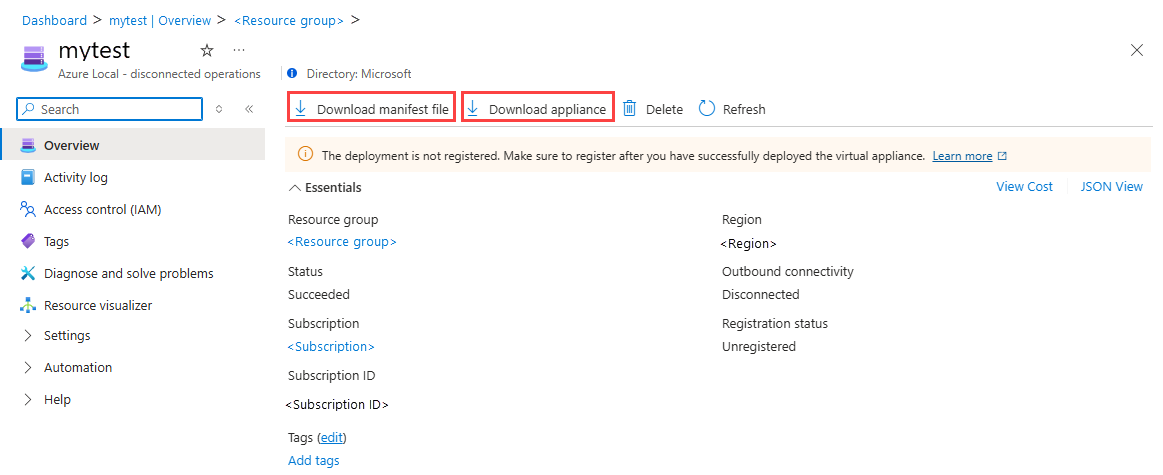 Dashboard > mytest | Overview > <Resource group> >
mytest
Azure Local - disconnected operations
Directory: Microsoft
Search
Download manifest file Download appliance Delete Refresh
Overview
Activity log
Access control (IAM)
Tags
Diagnose and solve problems
Resource visualizer
Settings
Automation
Help
The deployment is not registered. Make sure to register after you have successfully deployed the virtual appliance. Learn more
Essentials
View Cost JSON View
Resource group
<Resource group>
Status
Succeeded
Subscription
<Subscription>
Subscription ID
<Subscription ID>
Region
<Region>
Outbound connectivity
Disconnected
Registration status
Unregistered
Tags (edit)
Add tags